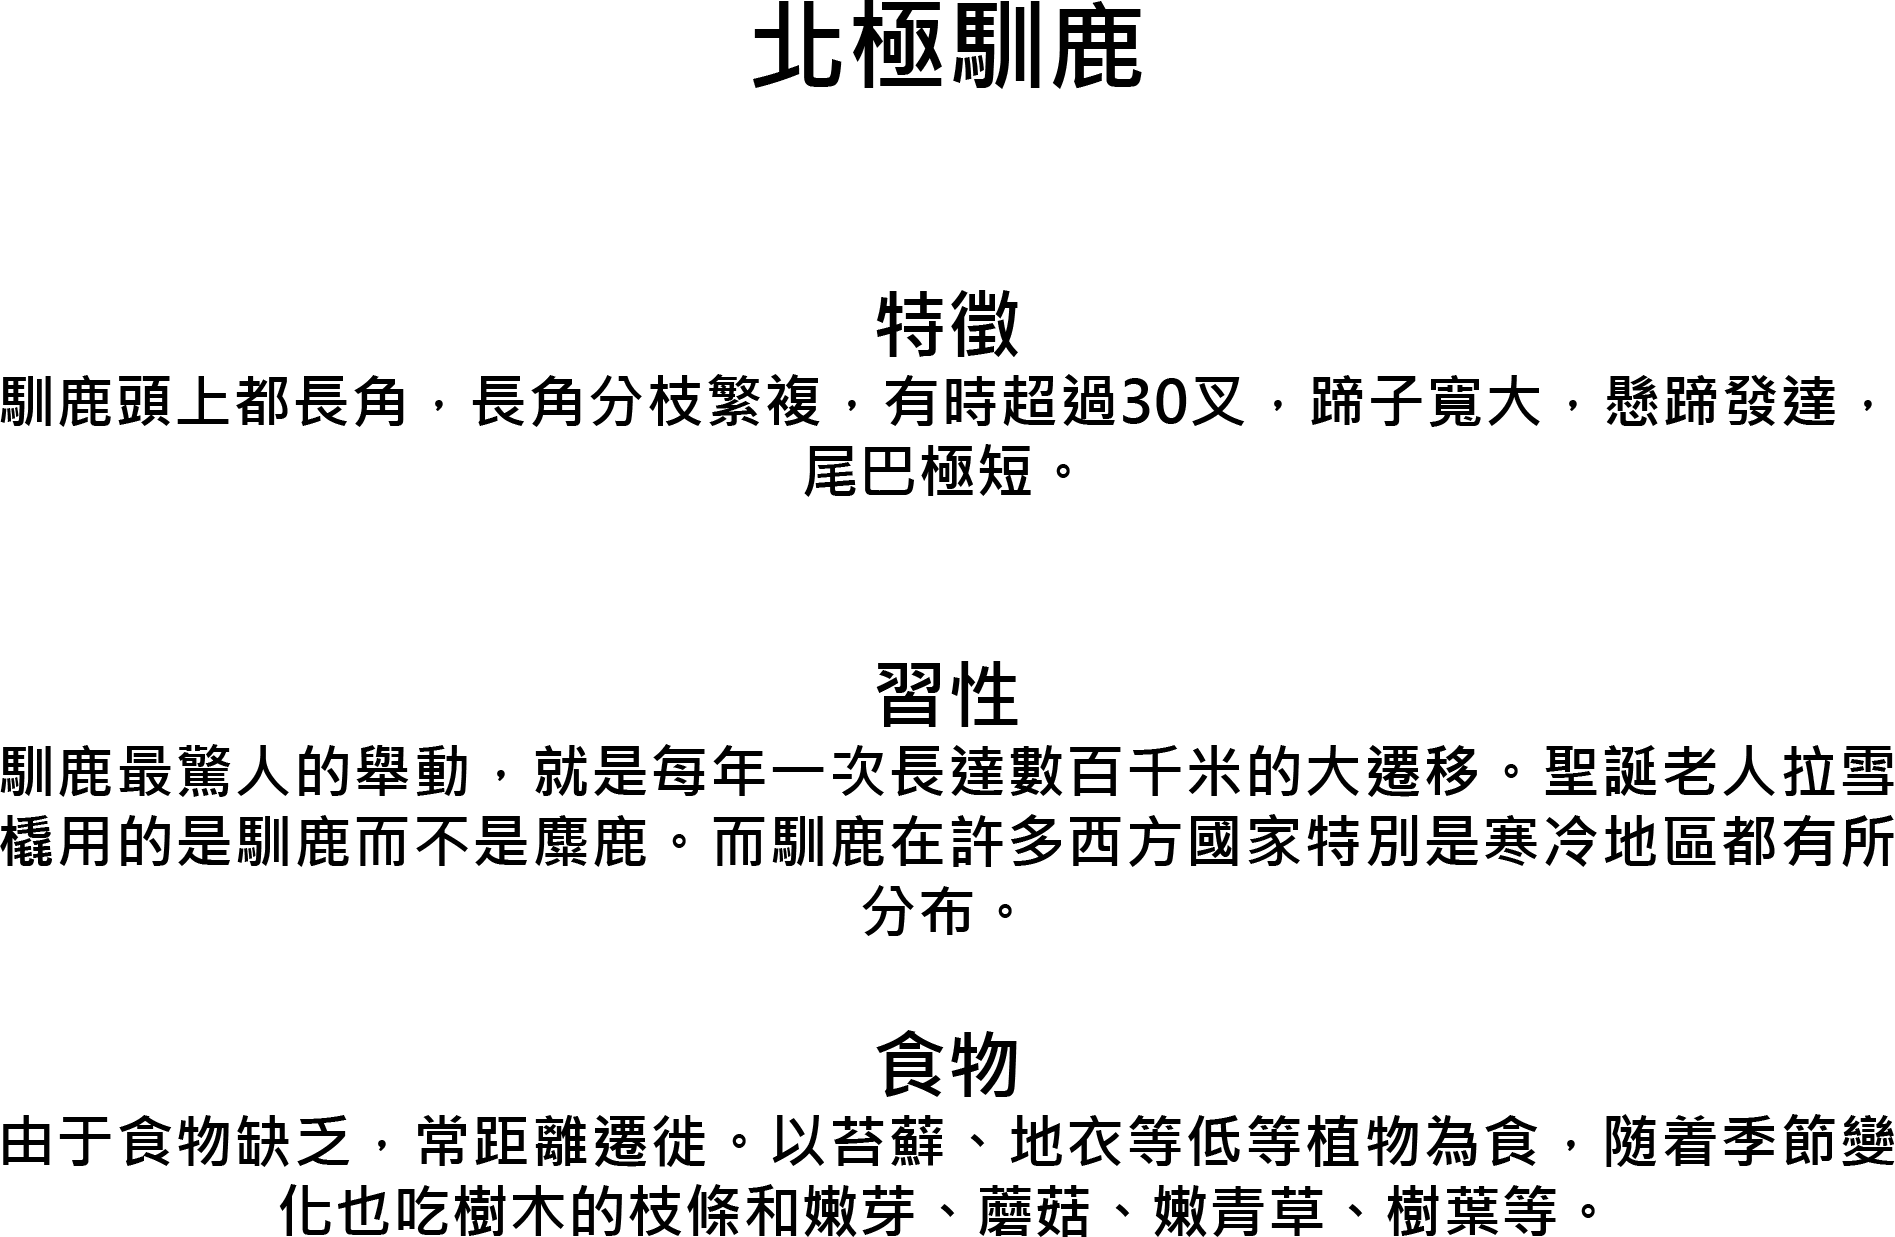 北極馴鹿
特徵
馴鹿頭上都長角，長角分枝繁複，有時超過30叉，蹄子寬大，懸蹄發達，
尾巴極短。
習性
馴鹿最驚人的舉動，就是每年一次長達數百千米的大遷移。聖誕老人拉雪
橇用的是馴鹿而不是麋鹿。而馴鹿在許多西方國家特別是寒冷地區都有所
分布。
食物
由于食物缺乏，常距離遷徙。以苔蘚、地衣等低等植物為食，随着季節變
化也吃樹木的枝條和嫩芽、蘑菇、嫩青草、樹葉等。